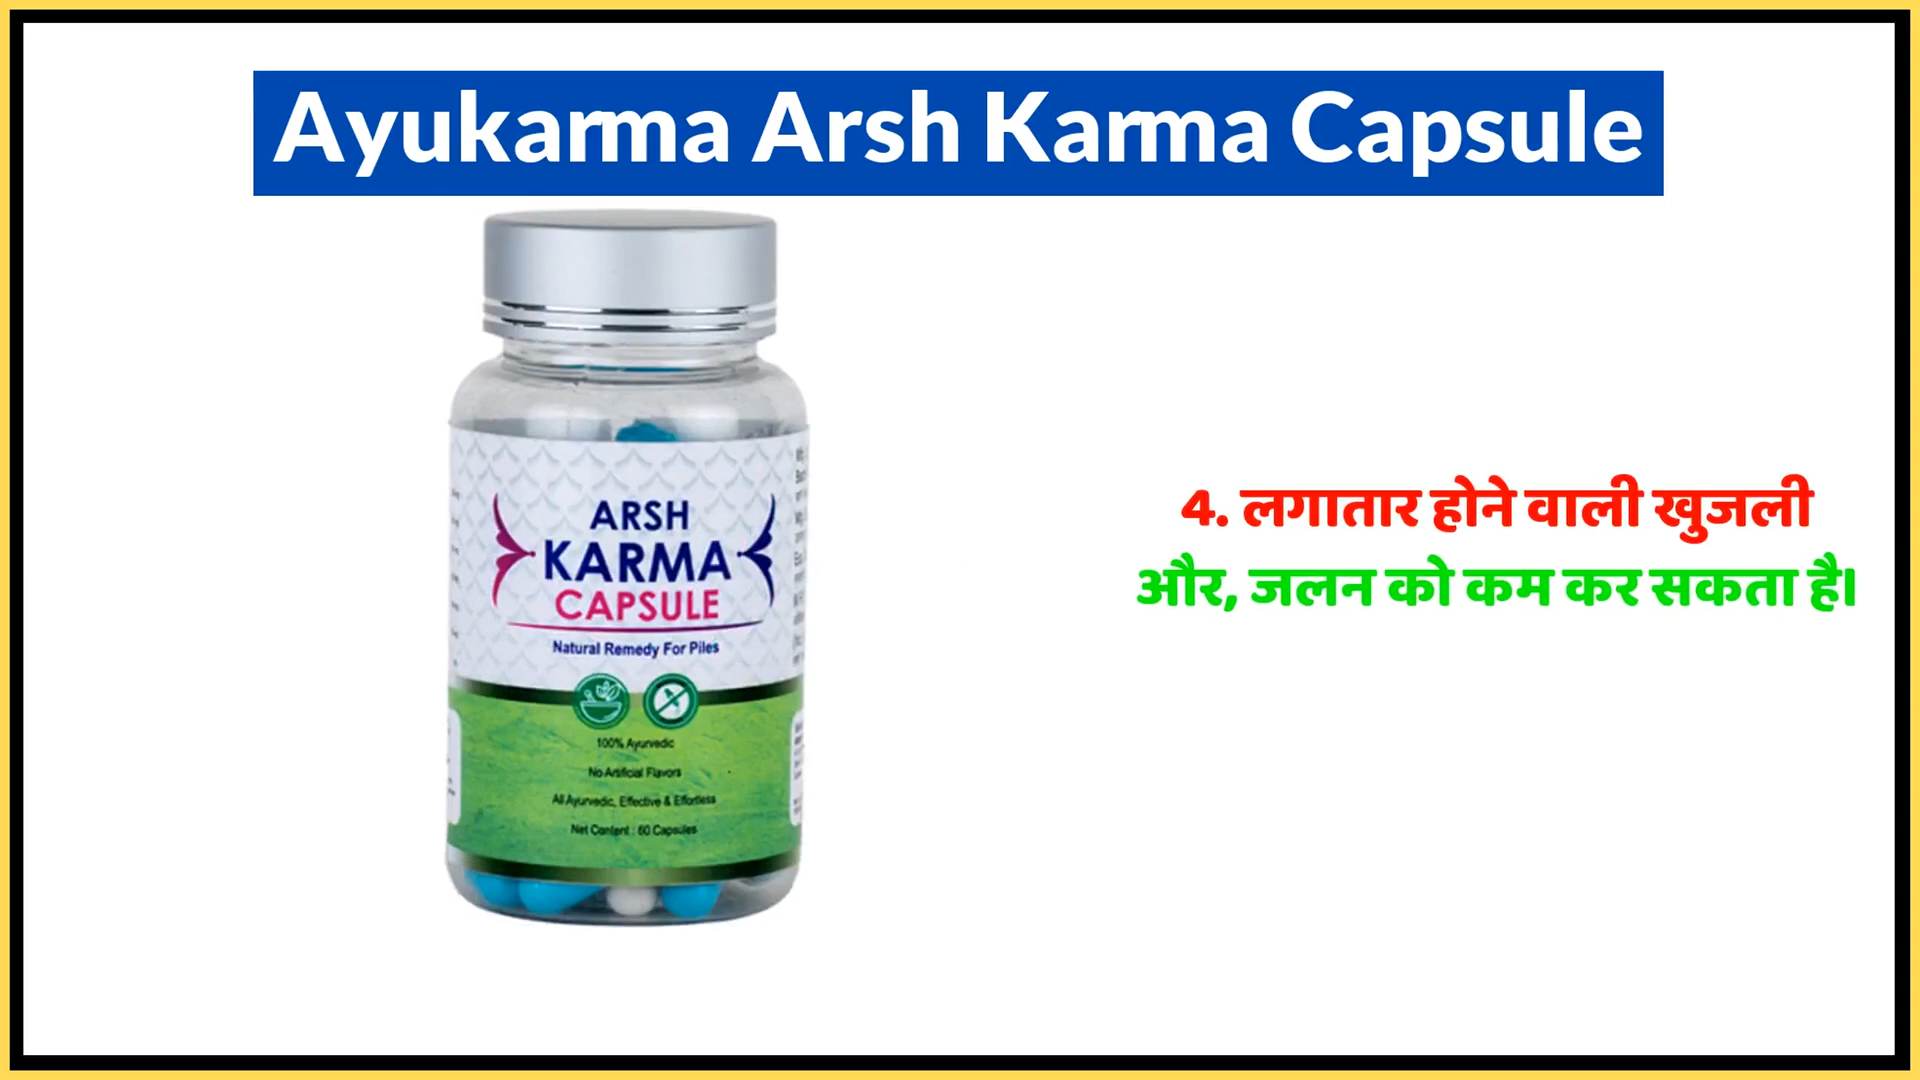 Ayukarma Arsh Karma Capsule
ARSH
KARMA
CAPSULE
Natural Remedy For Piles
100% Ayurvedic
No Artificial Flavors
All Ayurvedic, Effective & Effortless
Net Content : 60 Capsules
4. लगातार होने वाली खुजली
और, जलन को कम कर सकता है।